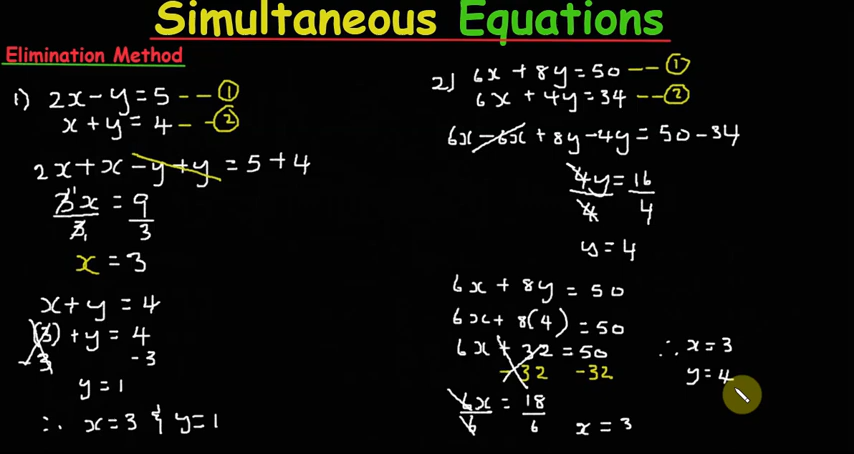 Simultaneous Equations
Elimination Method
1) 2x - y = 5 -- ①
x + y = 4 - - ②
2x + x - y + y = 5 + 4
3x/3 = 9/3
x = 3
x + y = 4
(3) + y = 4
-3 -3
y = 1
∴ x = 3 & y = 1
2) 6x + 8y = 50 -- ①
6x + 4y = 34 -- ②
6x - 6x + 8y - 4y = 50 - 34
4y/4 = 16/4
y = 4
6x + 8y = 50
6x + 8(4) = 50
6x + 32 = 50
-32 -32
6x/6 = 18/6 x = 3
∴ x = 3
y = 4